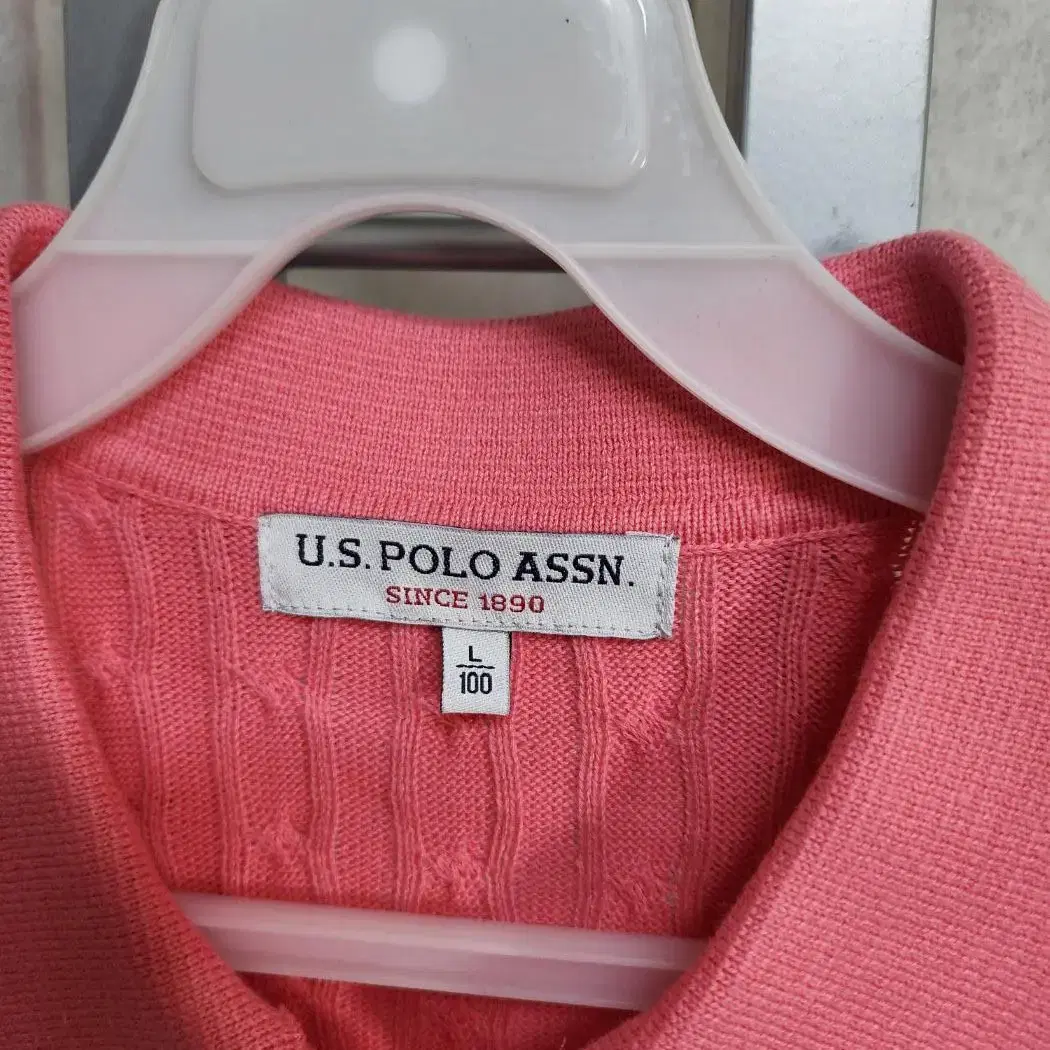 U.S. POLO ASSN.
SINCE 1890
L
100